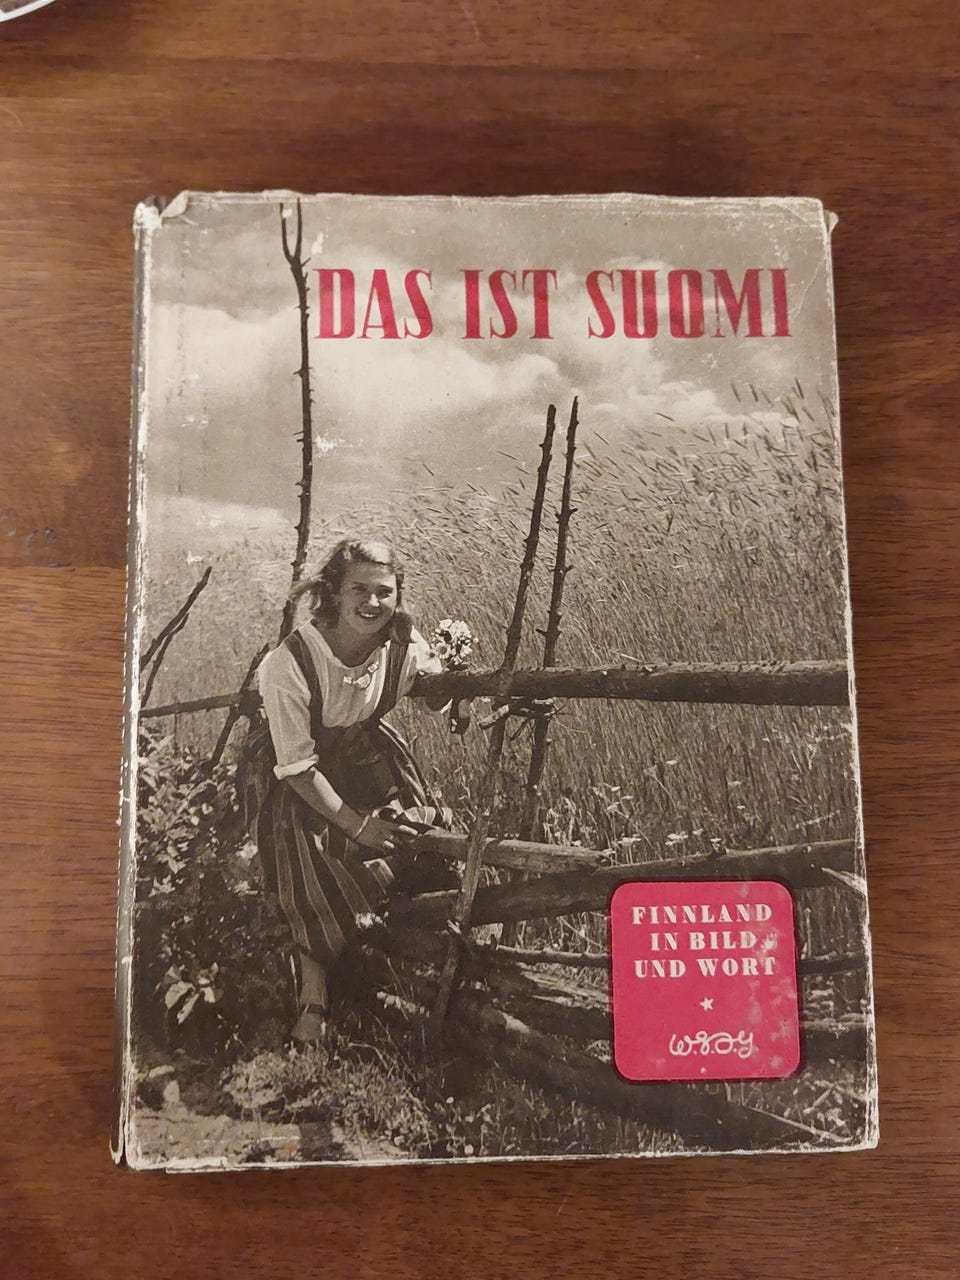 DAS IST SUOMI
FINNLAND
IN BILD
UND WORT
W.S.O.Y